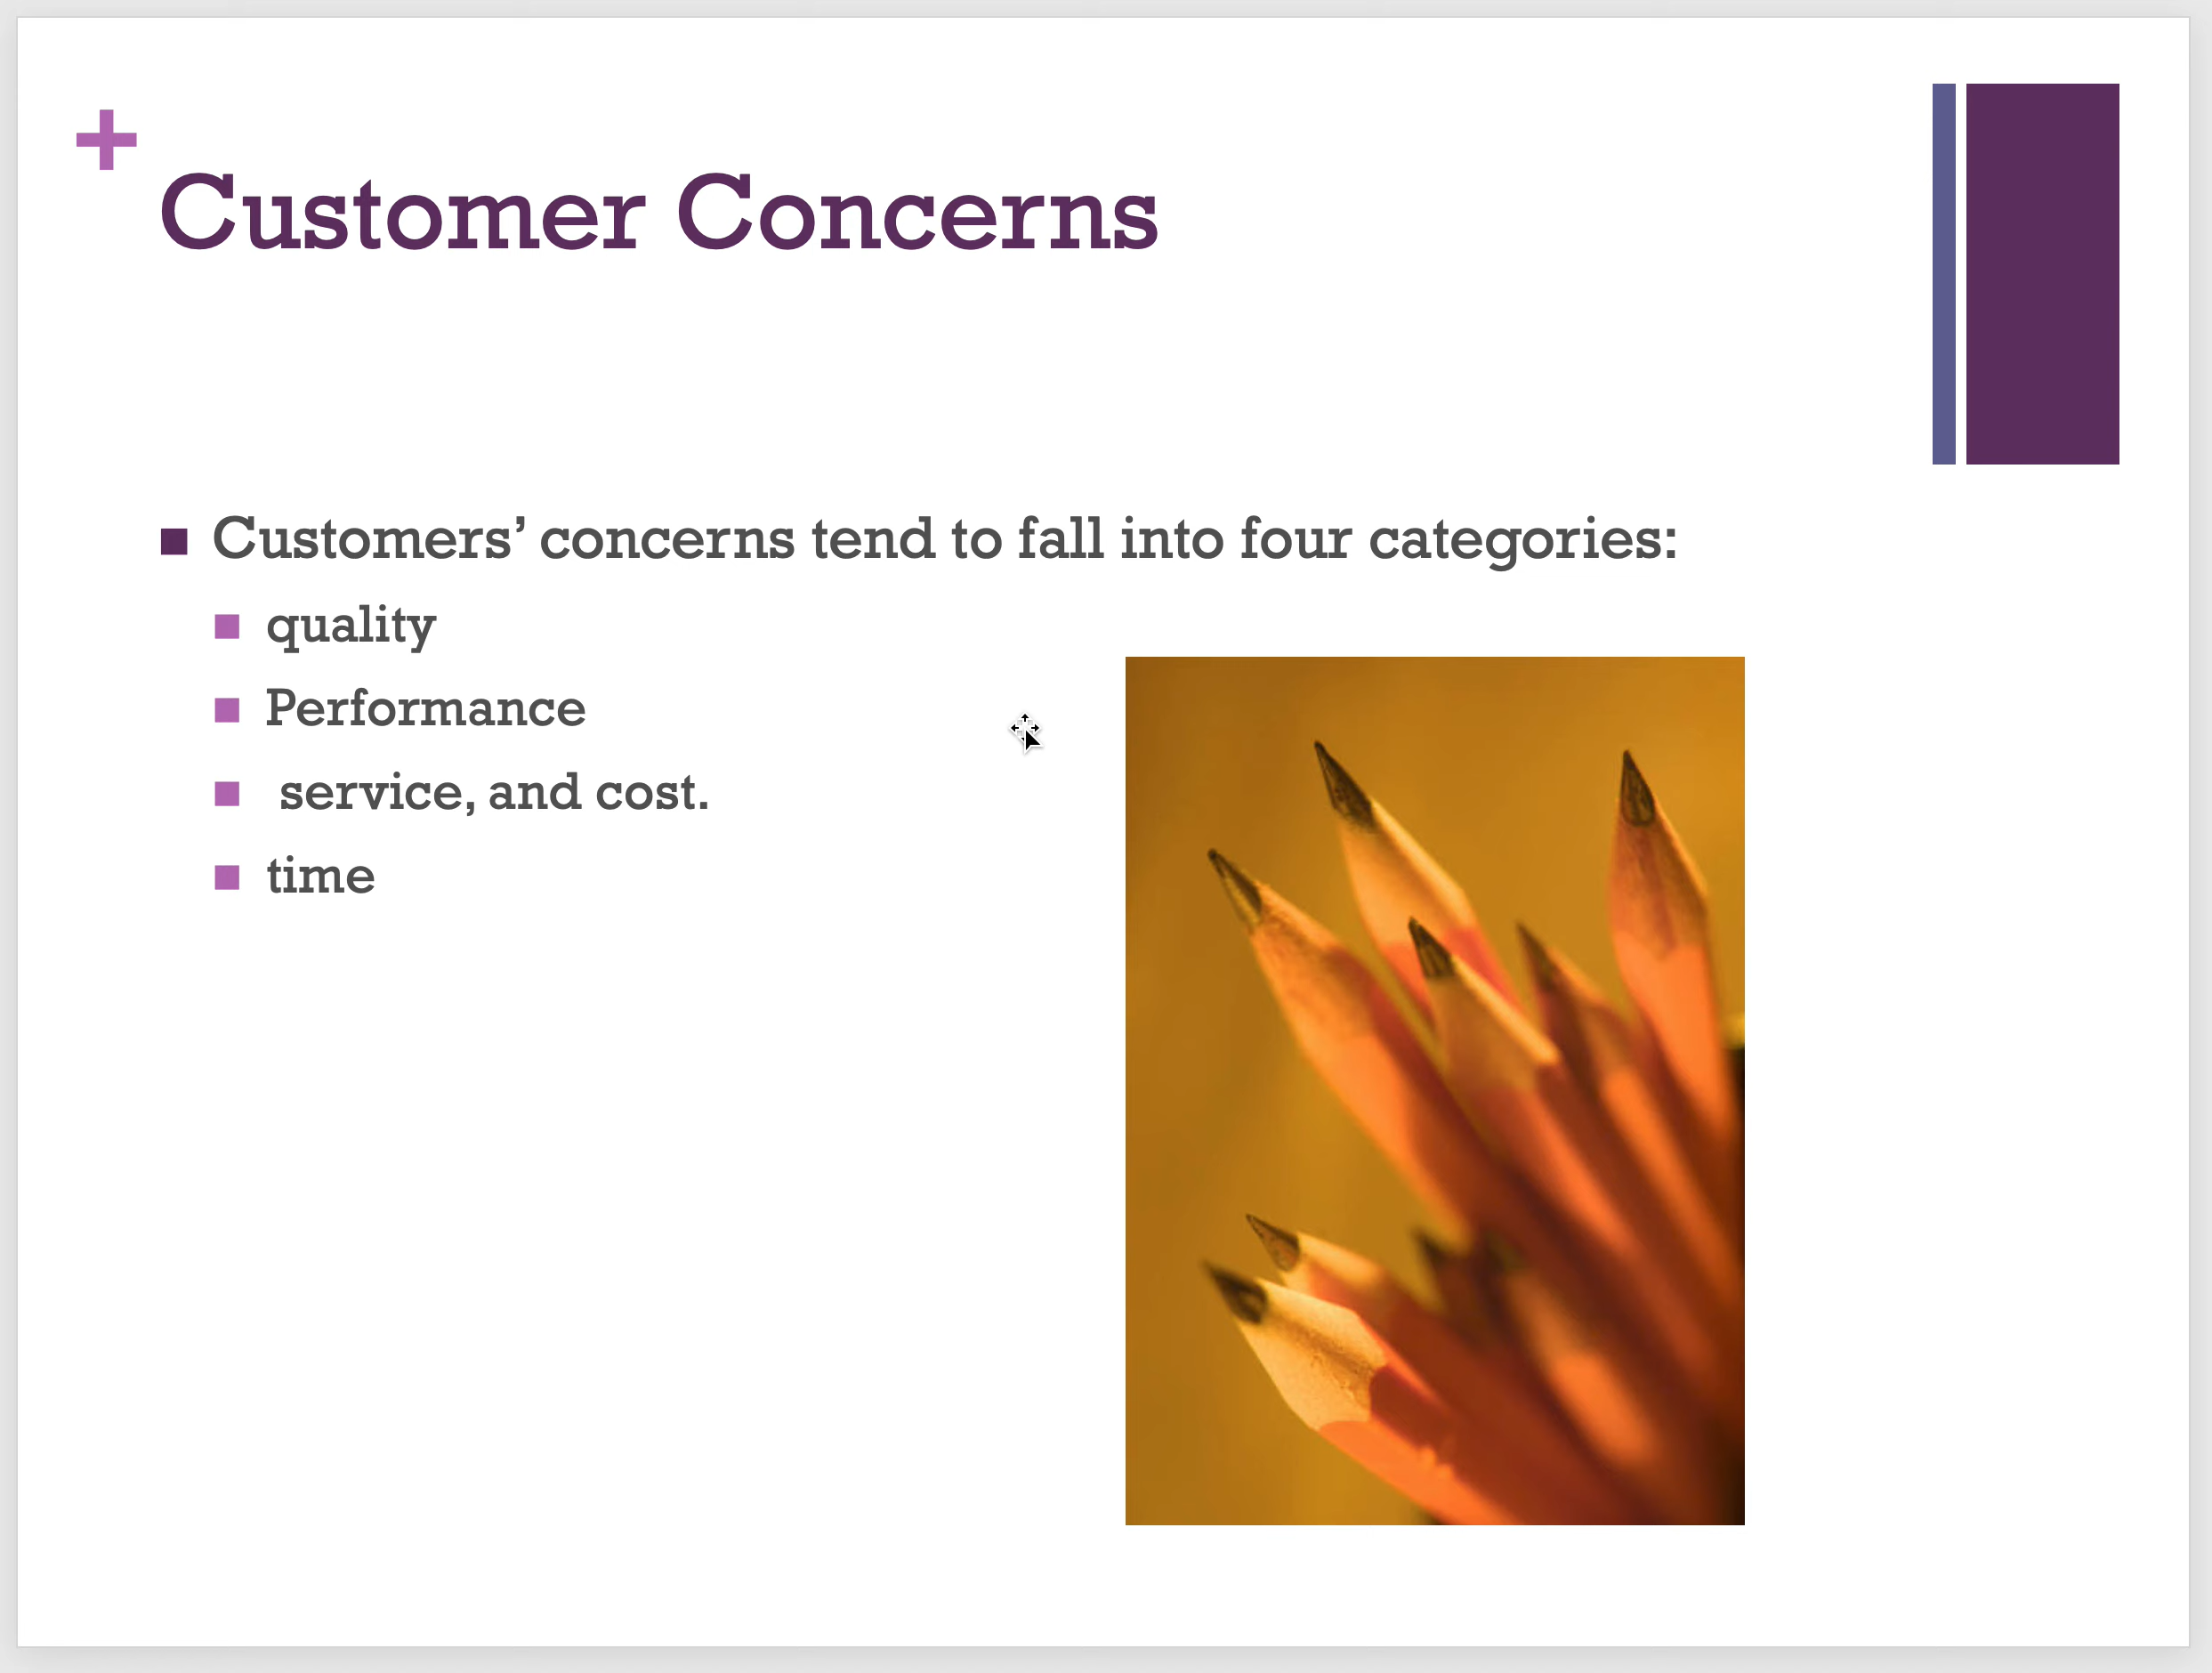 Customer Concerns
Customers’ concerns tend to fall into four categories:
quality
Performance
service, and cost.
time